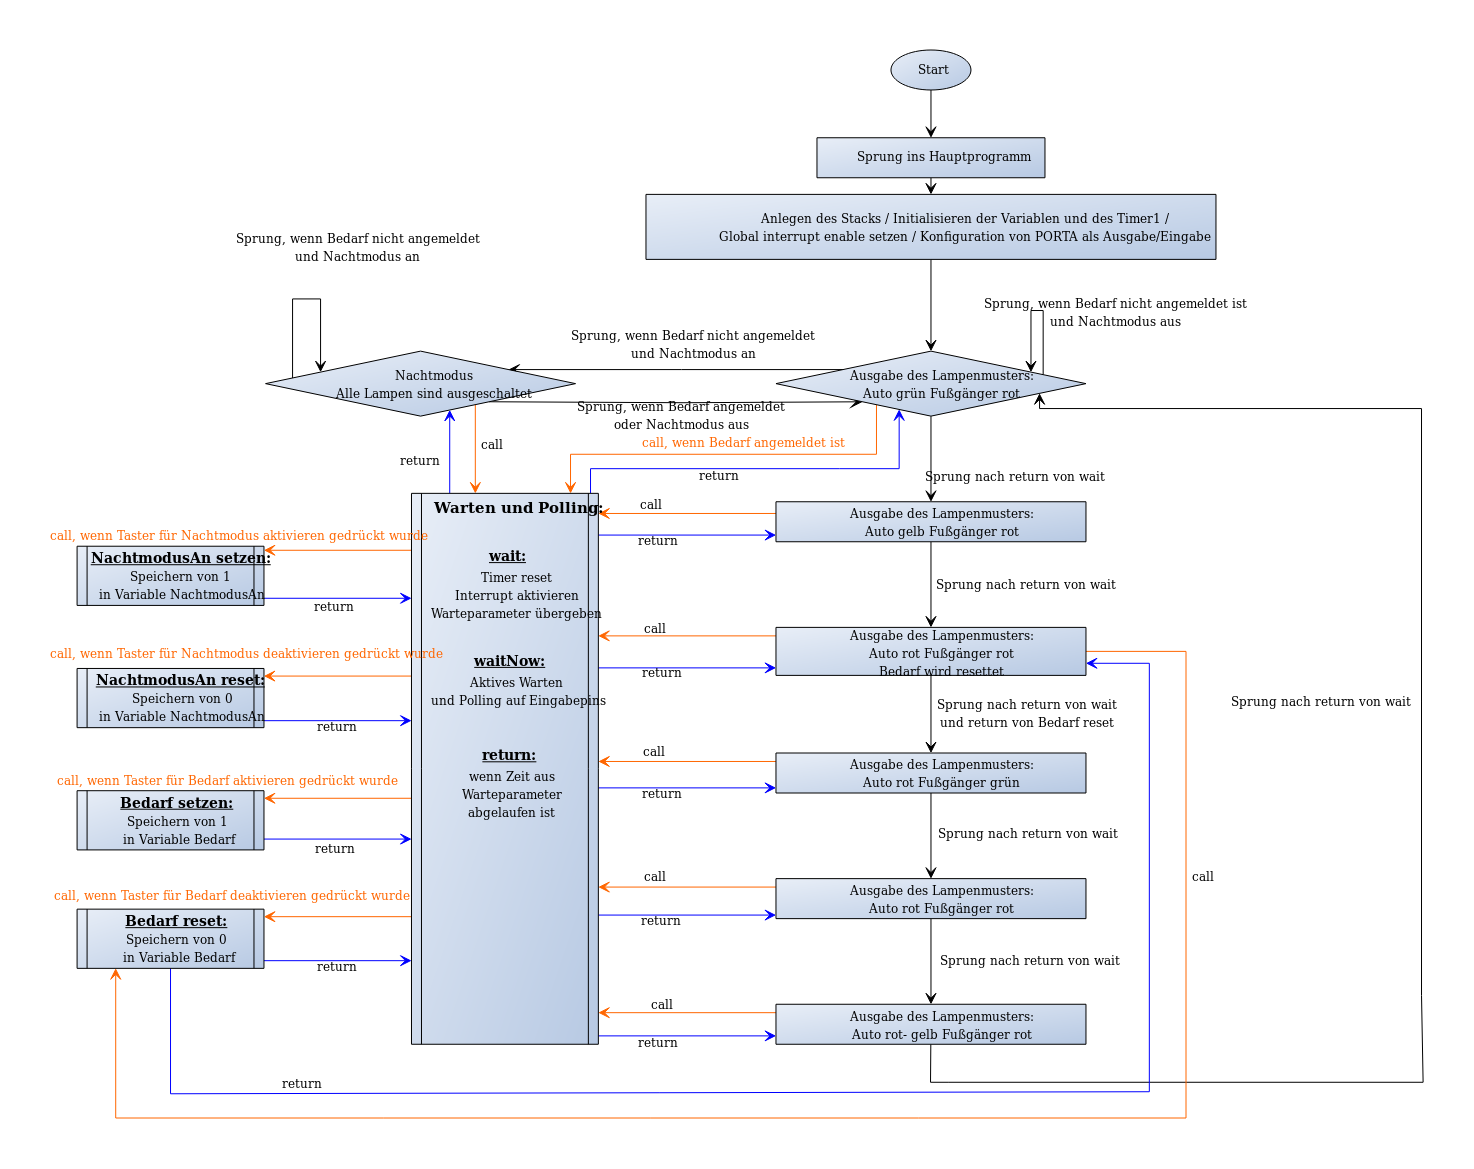 Start
Sprung ins Hauptprogramm
Anlegen des Stacks / Initialisieren der Variablen und des Timer1 /
Global interrupt enable setzen / Konfiguration von PORTA als Ausgabe/Eingabe
Sprung, wenn Bedarf nicht angemeldet
und Nachtmodus an
Sprung, wenn Bedarf nicht angemeldet ist
und Nachtmodus aus
Sprung, wenn Bedarf nicht angemeldet
und Nachtmodus an
Nachtmodus
Alle Lampen sind ausgeschaltet
Ausgabe des Lampenmusters:
Auto grün Fußgänger rot
Sprung, wenn Bedarf angemeldet
oder Nachtmodus aus
call, wenn Bedarf angemeldet ist
call
return
return
Sprung nach return von wait
Warten und Polling:
wait:
Timer reset
Interrupt aktivieren
Warteparameter übergeben
waitNow:
Aktives Warten
und Polling auf Eingabepins
return:
wenn Zeit aus
Warteparameter
abgelaufen ist
call, wenn Taster für Nachtmodus aktivieren gedrückt wurde
NachtmodusAn setzen:
Speichern von 1
in Variable NachtmodusAn
return
call, wenn Taster für Nachtmodus deaktivieren gedrückt wurde
NachtmodusAn reset:
Speichern von 0
in Variable NachtmodusAn
return
call, wenn Taster für Bedarf aktivieren gedrückt wurde
Bedarf setzen:
Speichern von 1
in Variable Bedarf
return
call, wenn Taster für Bedarf deaktivieren gedrückt wurde
Bedarf reset:
Speichern von 0
in Variable Bedarf
return
return
call
return
Ausgabe des Lampenmusters:
Auto gelb Fußgänger rot
Sprung nach return von wait
call
return
Ausgabe des Lampenmusters:
Auto rot Fußgänger rot
Bedarf wird resettet
Sprung nach return von wait
und return von Bedarf reset
Sprung nach return von wait
call
return
Ausgabe des Lampenmusters:
Auto rot Fußgänger grün
Sprung nach return von wait
call
call
return
Ausgabe des Lampenmusters:
Auto rot Fußgänger rot
Sprung nach return von wait
call
return
Ausgabe des Lampenmusters:
Auto rot- gelb Fußgänger rot